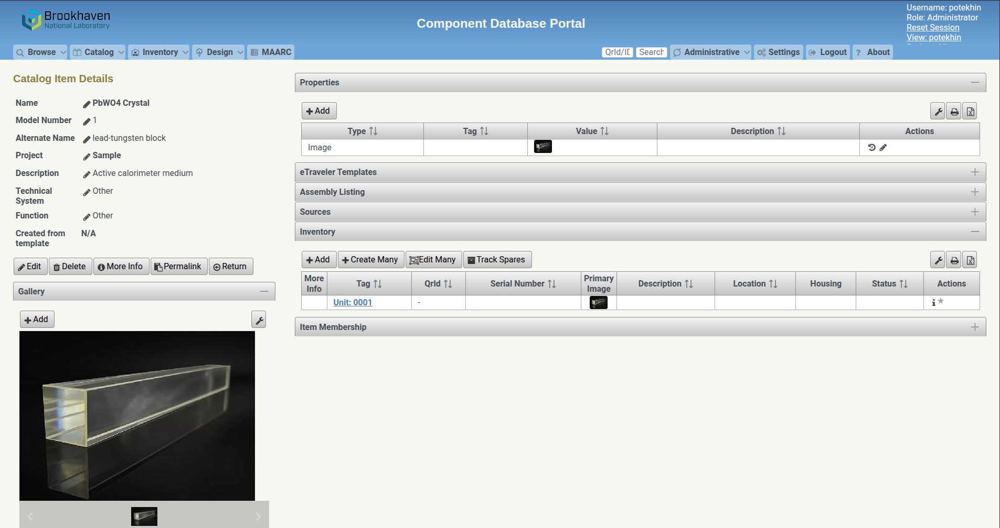 Brookhaven
National Laboratory
Component Database Portal
Username: potekhin
Role: Administrator
Reset Session
View: potekhin
Browse Catalog Inventory Design MAARC QrId/ID Search Administrative Settings Logout ? About
Catalog Item Details
Name PbWO4 Crystal
Model Number 1
Alternate Name lead-tungsten block
Project Sample
Description Active calorimeter medium
Technical System Other
Function Other
Created from template N/A
Edit Delete More Info Permalink Return
Gallery
Add
Properties
Add
Type Tag Value Description Actions
Image
eTraveler Templates
Assembly Listing
Sources
Inventory
Add Create Many Edit Many Track Spares
More Info Tag QrId Serial Number Primary Image Description Location Housing Status Actions
Unit: 0001 -
Item Membership